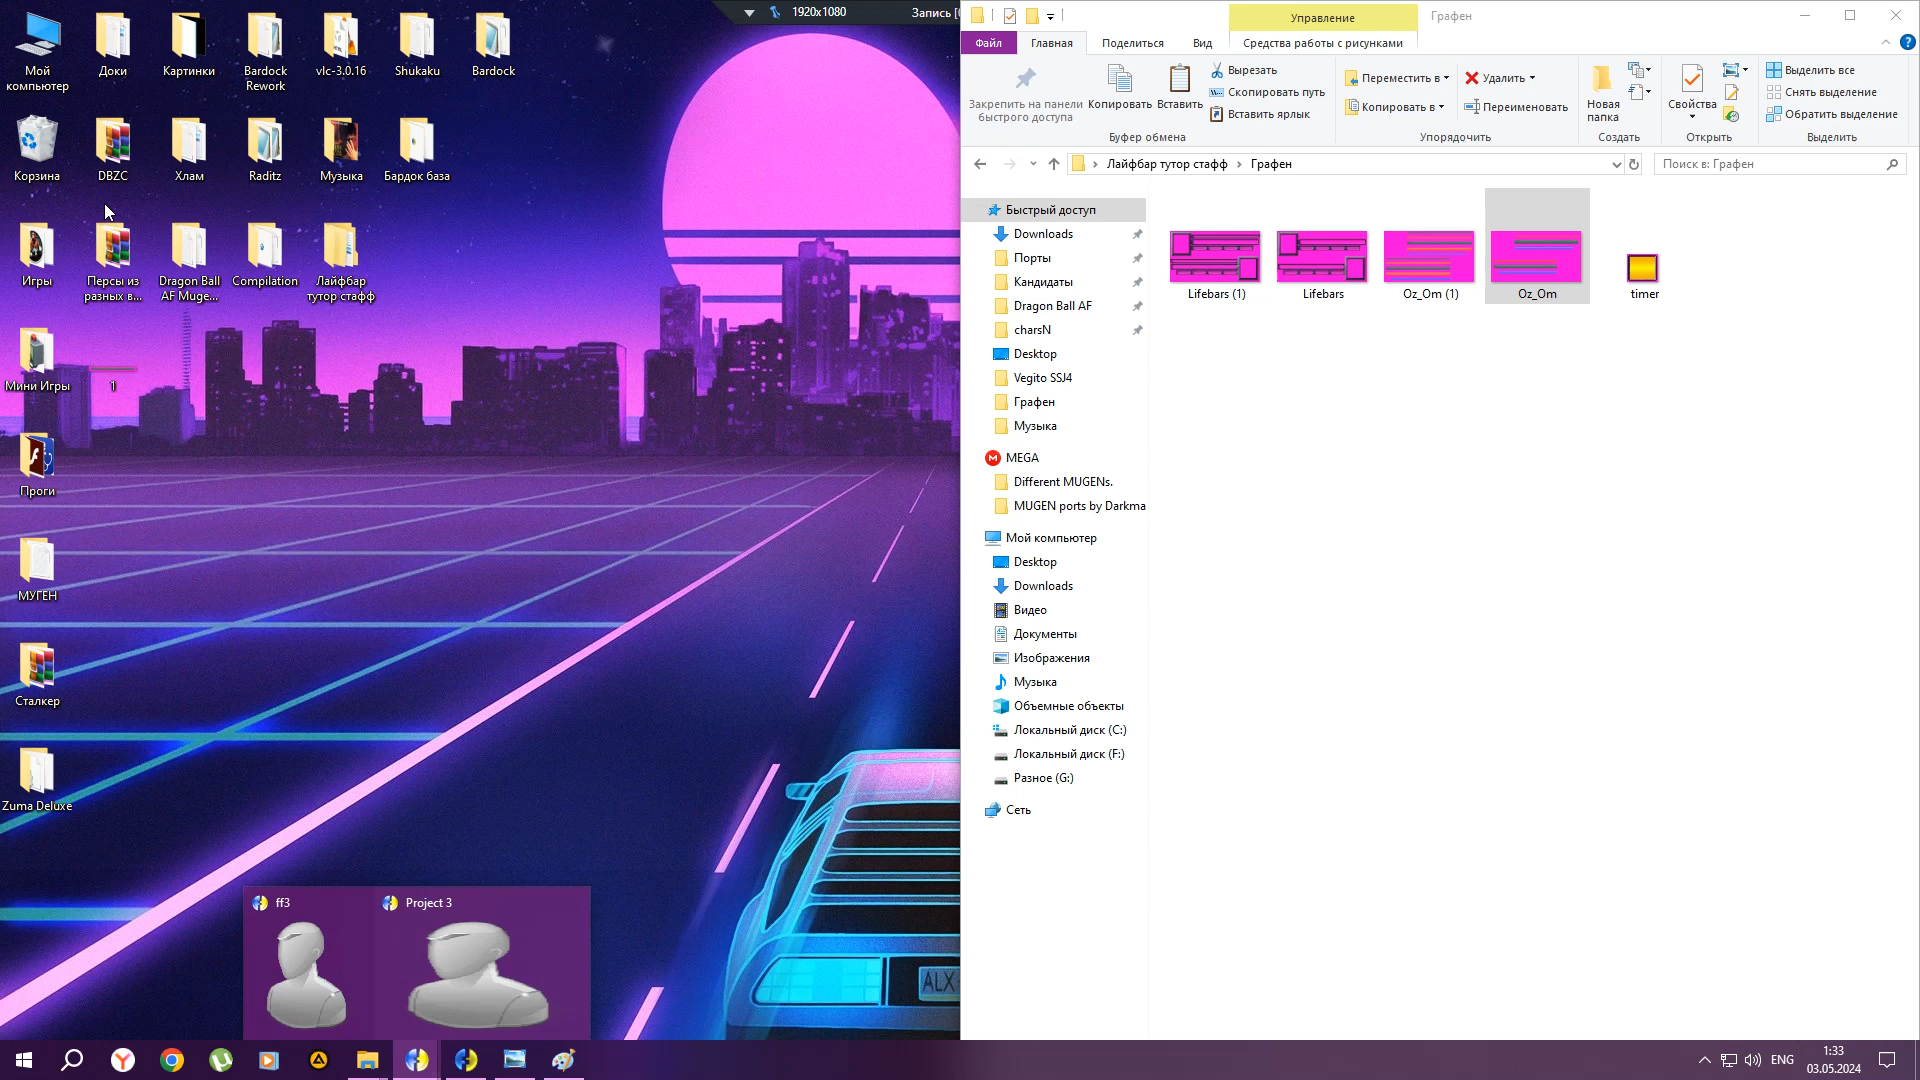 1920x1080
Запись [
Мой
компьютер
Доки
Картинки
Bardock
Rework
vlc-3.0.16
Shukaku
Bardock
Корзина
DBZC
Хлам
Raditz
Музыка
Бардок база
Игры
Персы из
разных в...
Dragon Ball
AF Muge...
Compilation
Лайфбар
тутор стафф
Мини Игры
1
Проги
МУГЕН
Сталкер
Zuma Deluxe
ALX
ff3
Project 3
Управление
Графен
Файл
Главная
Поделиться
Вид
Средства работы с рисунками
Закрепить на панели
быстрого доступа
Копировать
Вставить
Вырезать
Скопировать путь
Вставить ярлык
Буфер обмена
Переместить в
Копировать в
Удалить
Переименовать
Упорядочить
Новая
папка
Создать
Свойства
Открыть
Выделить все
Снять выделение
Обратить выделение
Выделить
Лайфбар тутор стафф
Графен
Поиск в: Графен
Быстрый доступ
Downloads
Порты
Кандидаты
Dragon Ball AF
charsN
Desktop
Vegito SSJ4
Графен
Музыка
MEGA
Different MUGENs.
MUGEN ports by Darkma
Мой компьютер
Desktop
Downloads
Видео
Документы
Изображения
Музыка
Объемные объекты
Локальный диск (C:)
Локальный диск (F:)
Разное (G:)
Сеть
Lifebars (1)
Lifebars
Oz_Om (1)
Oz_Om
timer
ENG
1:33
03.05.2024